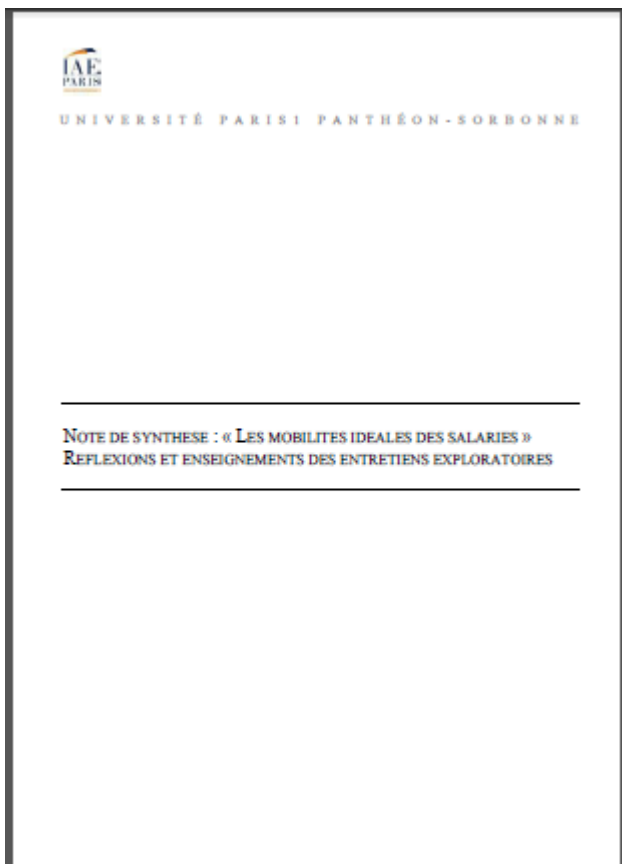 IAE
PARIS
UNIVERSITÉ PARIS1 PANTHÉON-SORBONNE
NOTE DE SYNTHESE : « LES MOBILITES IDEALES DES SALARIES »
REFLEXIONS ET ENSEIGNEMENTS DES ENTRETIENS EXPLORATOIRES